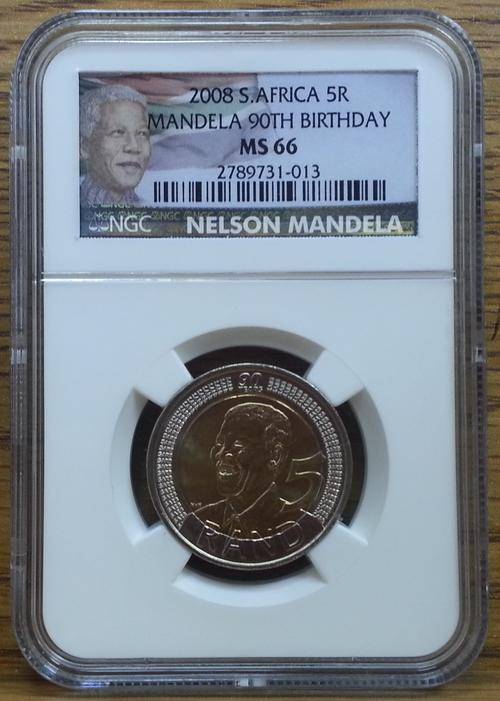 2008 S.AFRICA 5R
MANDELA 90TH BIRTHDAY
MS 66
2789731-013
NGC NELSON MANDELA
90
5
RAND